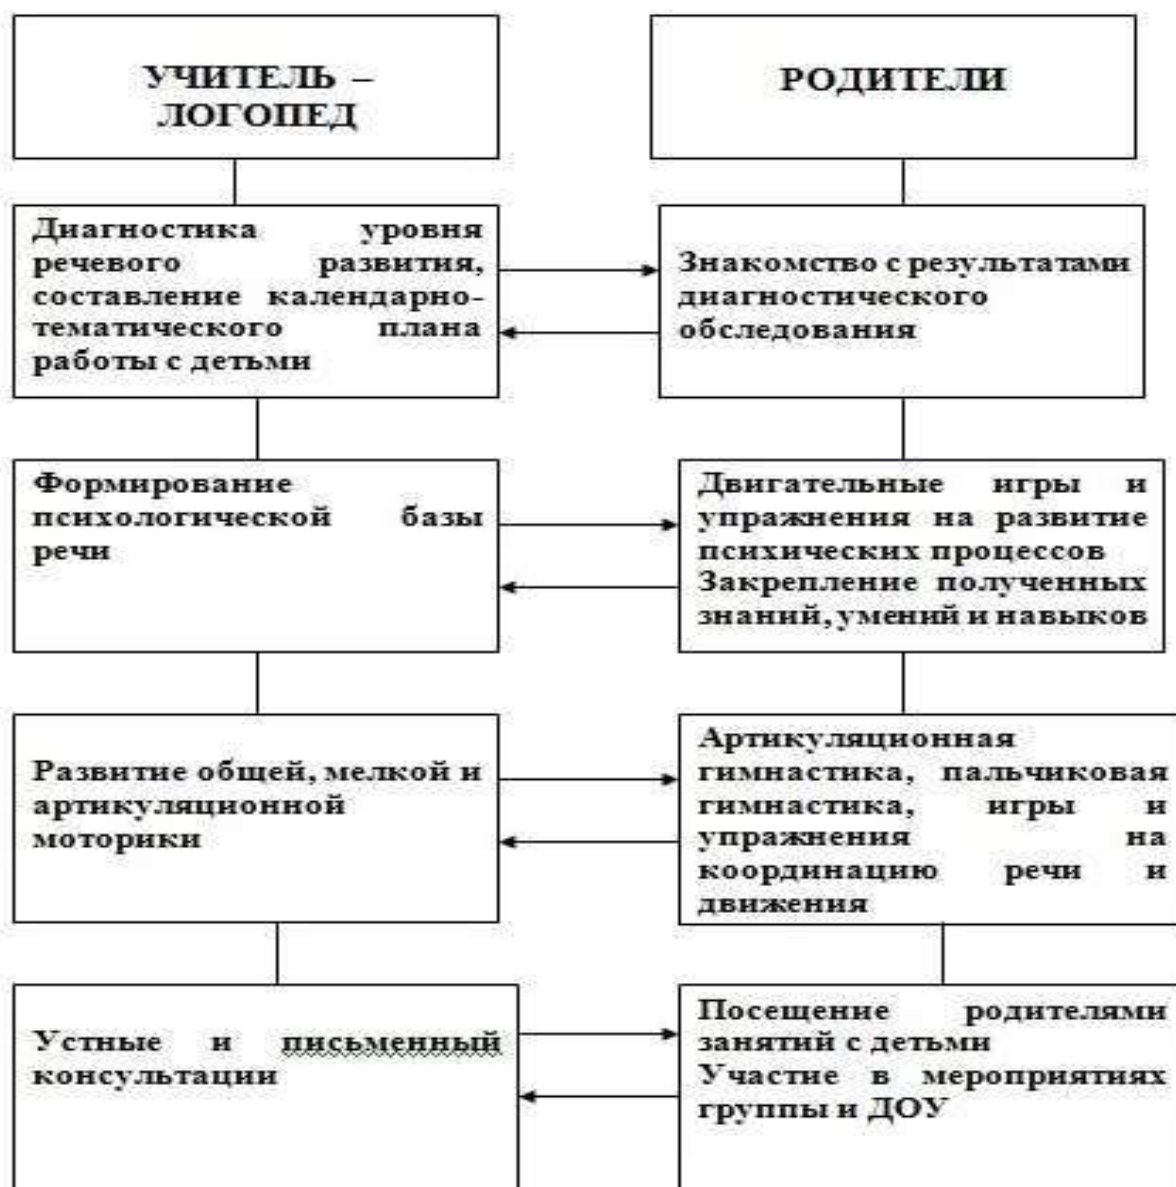 УЧИТЕЛЬ –
ЛОГОПЕД
РОДИТЕЛИ
Диагностика уровня
речевого развития,
составление календарно-
тематического плана
работы с детьми
Знакомство с результатами
диагностического
обследования
Формирование
психологической базы
речи
Двигательные игры и
упражнения на развитие
психических процессов
Закрепление полученных
знаний, умений и навыков
Развитие общей, мелкой и
артикуляционной
моторики
Артикуляционная
гимнастика, пальчиковая
гимнастика, игры и
упражнения на
координацию речи и
движения
Устные и письменный
консультации
Посещение родителями
занятий с детьми
Участие в мероприятиях
группы и ДОУ